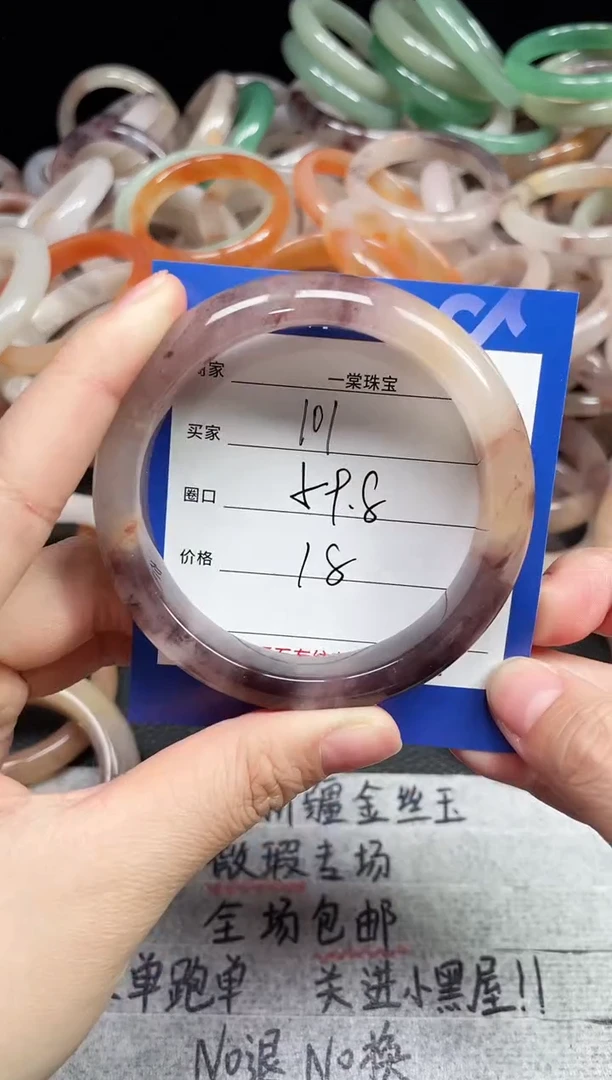 家 一棠珠宝
买家 101
圈口 59.8
价格 18
疆金丝玉
微瑕专场
全场包邮
单跑单 关进小黑屋!!
NO退 NO换